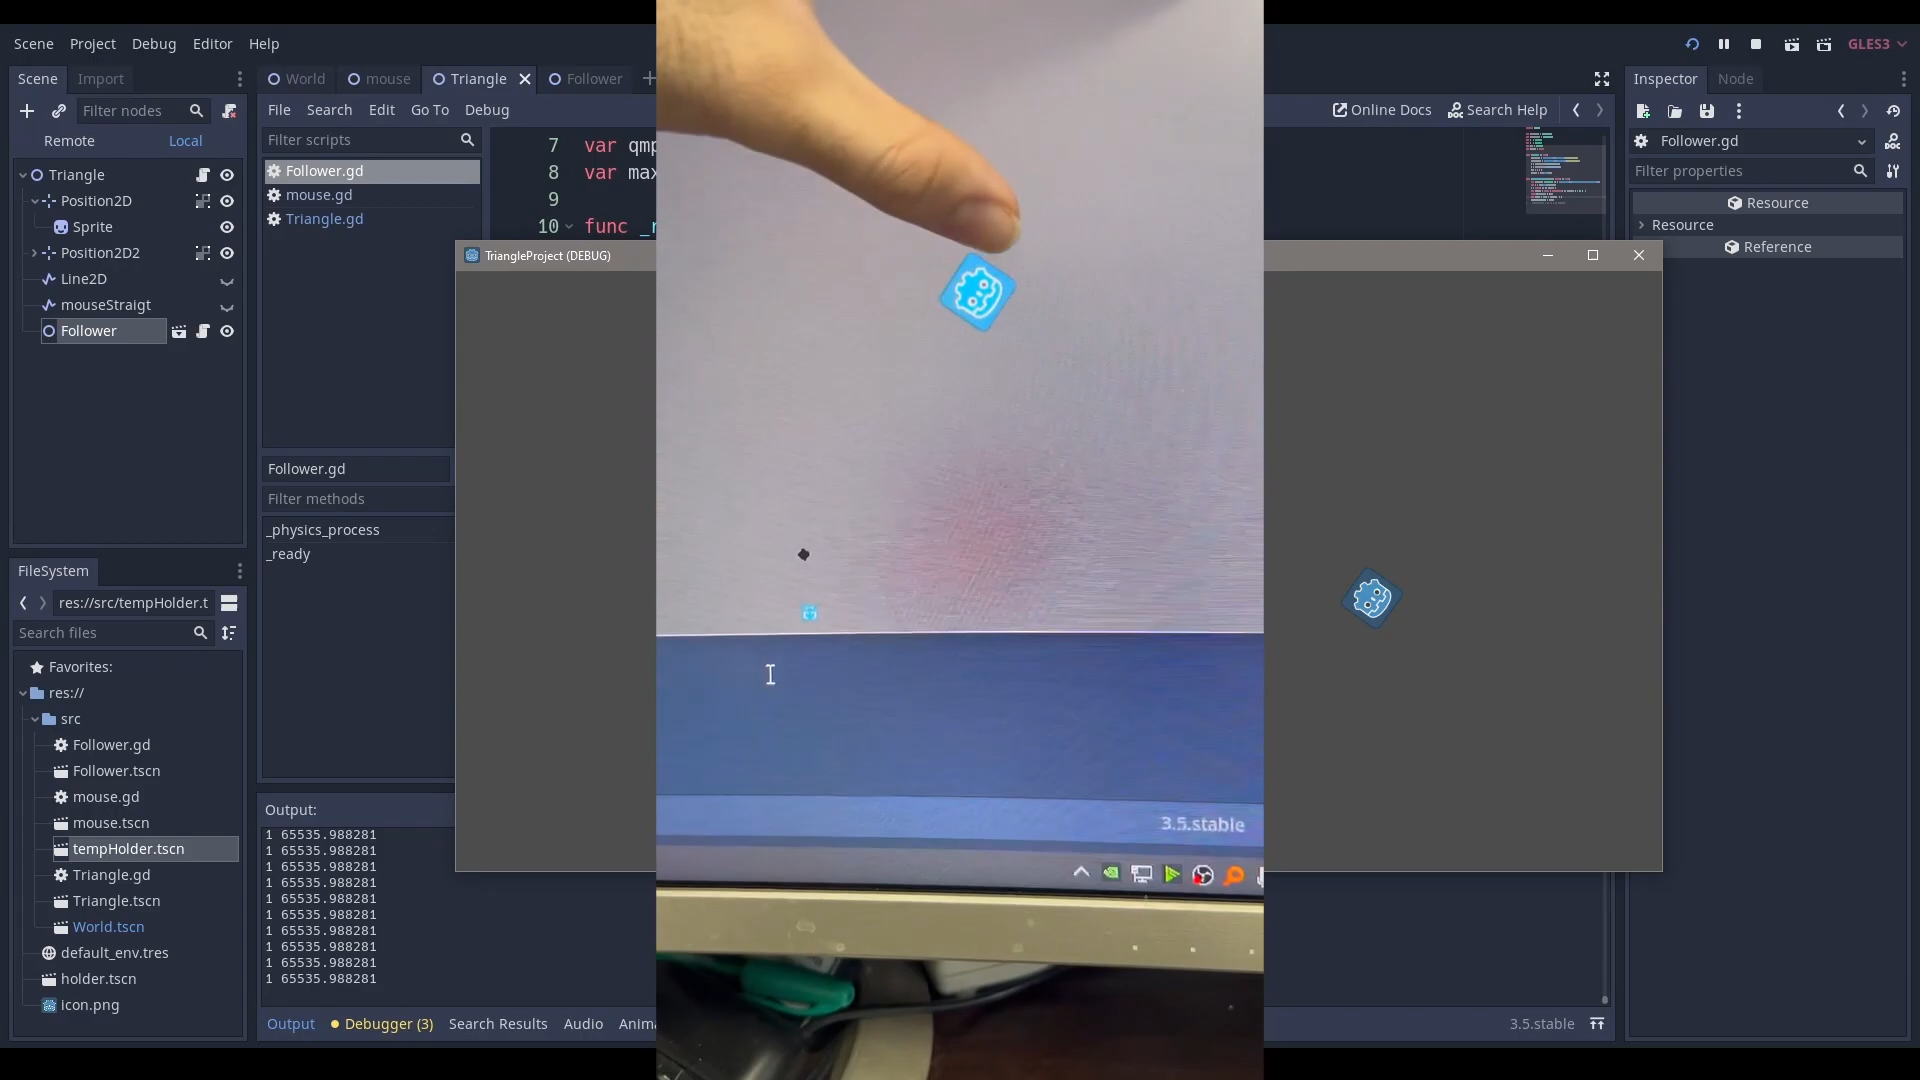 Scene Project Debug Editor Help
GLES3
Scene Import
World mouse Triangle Follower
Inspector Node
Filter nodes
File Search Edit Go To Debug
Online Docs Search Help
Remote Local
Filter scripts
Follower.gd
mouse.gd
Triangle.gd
7 var
8 var
9
10 func
Follower.gd
Filter properties
Resource
Resource
Reference
Triangle
Position2D
Sprite
Position2D2
Line2D
mouseStraigt
Follower
TriangleProject (DEBUG)
Follower.gd
Filter methods
_physics_process
_ready
FileSystem
res://src/tempHolder.t
Search files
Favorites:
res://
src
Follower.gd
Follower.tscn
mouse.gd
mouse.tscn
tempHolder.tscn
Triangle.gd
Triangle.tscn
World.tscn
default_env.tres
holder.tscn
icon.png
Output:
1 65535.988281
1 65535.988281
1 65535.988281
1 65535.988281
1 65535.988281
1 65535.988281
1 65535.988281
1 65535.988281
1 65535.988281
1 65535.988281
3.5.stable
Output Debugger (3) Search Results Audio
3.5.stable